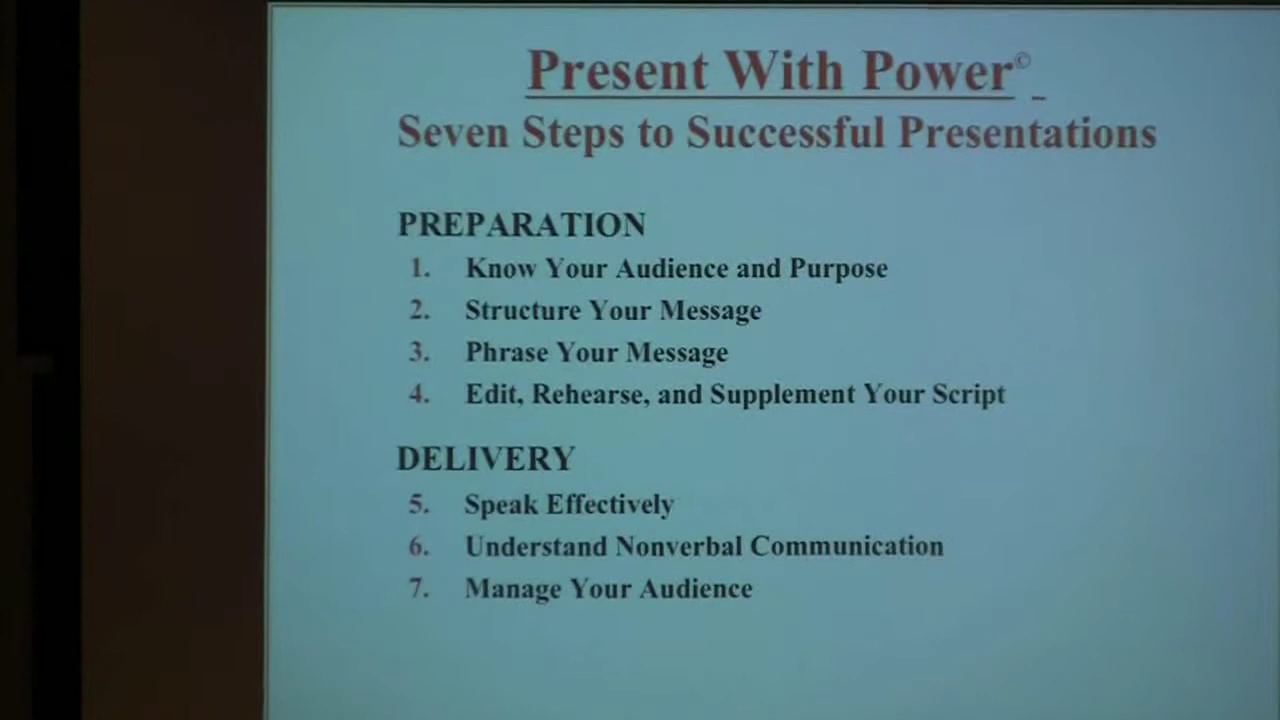 Present With Power©
Seven Steps to Successful Presentations
PREPARATION
1. Know Your Audience and Purpose
2. Structure Your Message
3. Phrase Your Message
4. Edit, Rehearse, and Supplement Your Script
DELIVERY
5. Speak Effectively
6. Understand Nonverbal Communication
7. Manage Your Audience